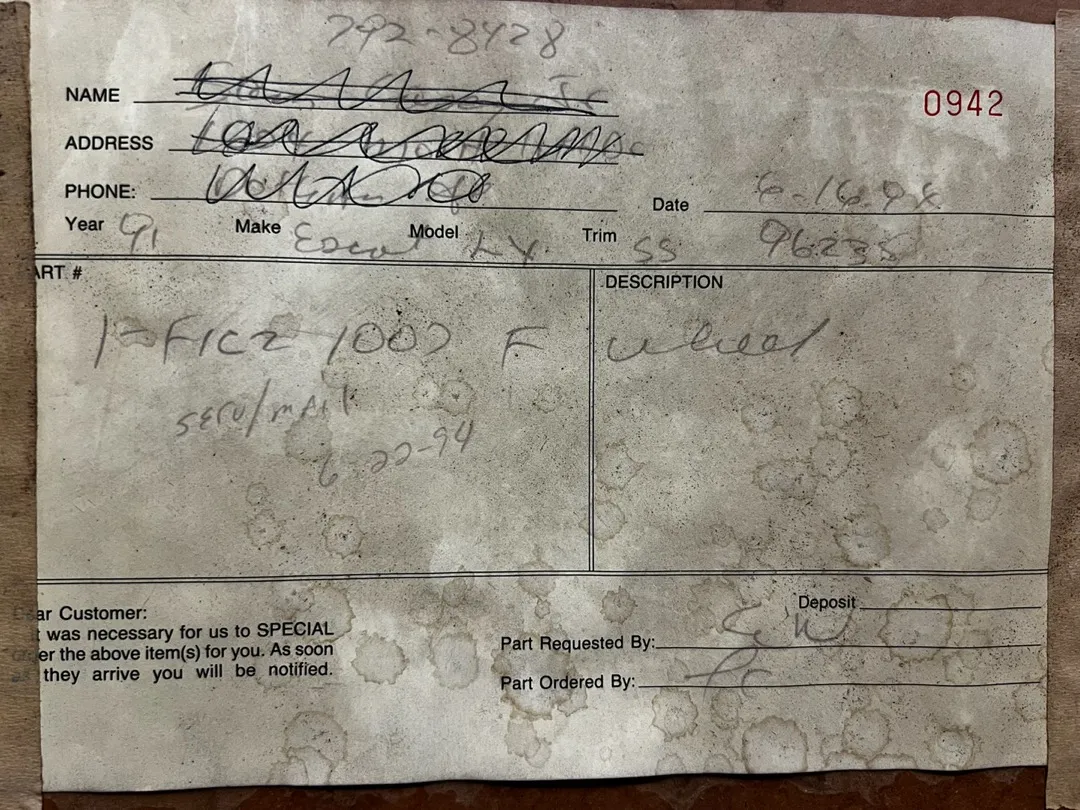 792-8428
NAME
0942
ADDRESS
PHONE:
Date 6-16-94
Year 91 Make Escort Model LX Trim SS 96235
ART # DESCRIPTION
1- F1CZ 1007 F wheel
serv/mail
6-22-94
Deposit
ar Customer:
t was necessary for us to SPECIAL
er the above item(s) for you. As soon
they arrive you will be notified.
Part Requested By:
Part Ordered By: